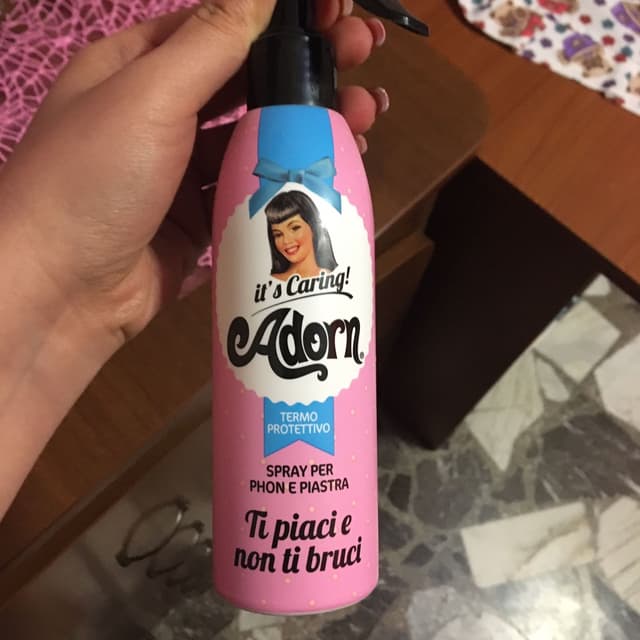 it's Caring!
Adorn®
TERMO
PROTETTIVO
SPRAY PER
PHON E PIASTRA
Ti piaci e
non ti bruci